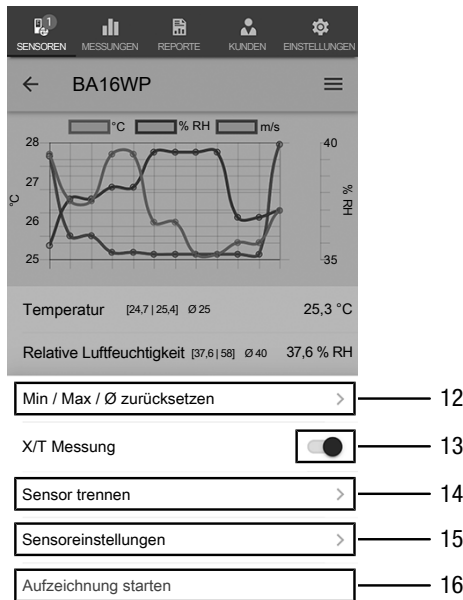 1
SENSOREN MESSUNGEN REPORTE KUNDEN EINSTELLUNGEN
BA16WP
°C % RH m/s
28 40
27
26
25 35
°C
% RH
Temperatur [24,7 | 25,4] Ø 25 25,3 °C
Relative Luftfeuchtigkeit [37,6 | 58] Ø 40 37,6 % RH
Min / Max / Ø zurücksetzen 12
X/T Messung 13
Sensor trennen 14
Sensoreinstellungen 15
Aufzeichnung starten 16